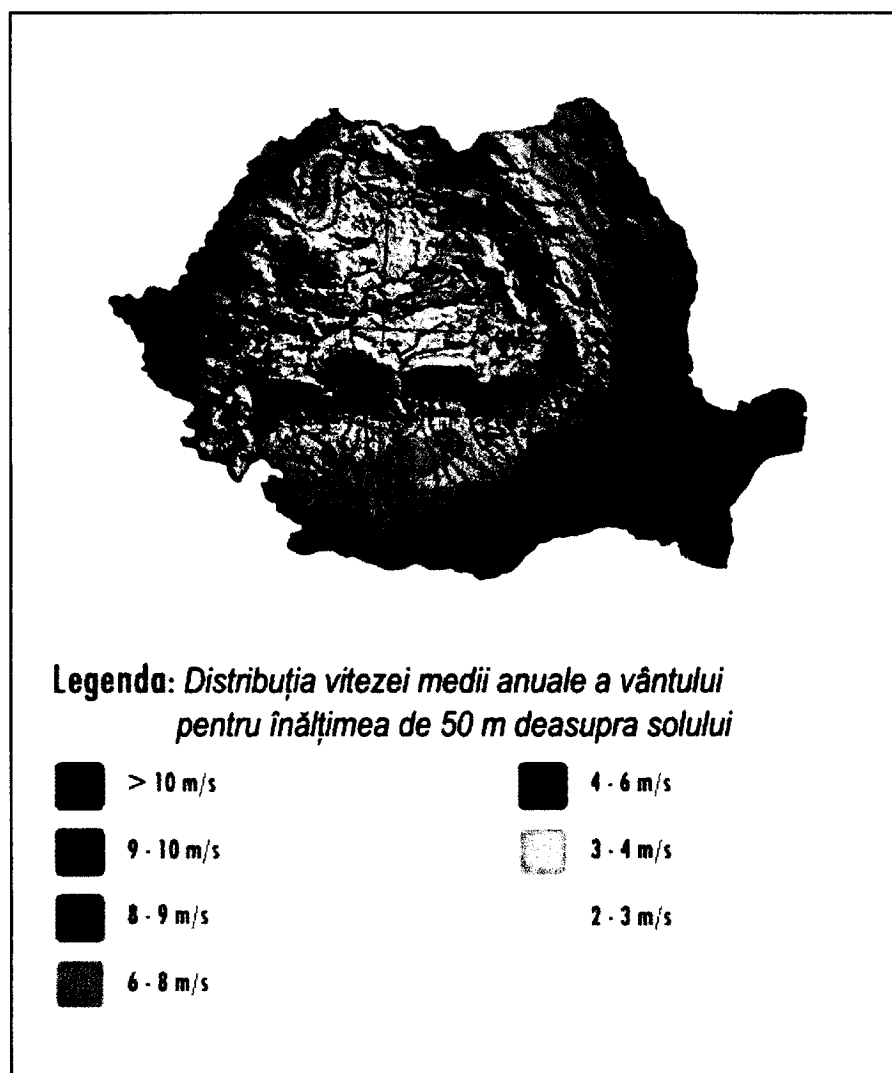 Legenda: Distribuția vitezei medii anuale a vântului
pentru înălțimea de 50 m deasupra solului
> 10 m/s
9 - 10 m/s
8 - 9 m/s
6 - 8 m/s
4 - 6 m/s
3 - 4 m/s
2 - 3 m/s